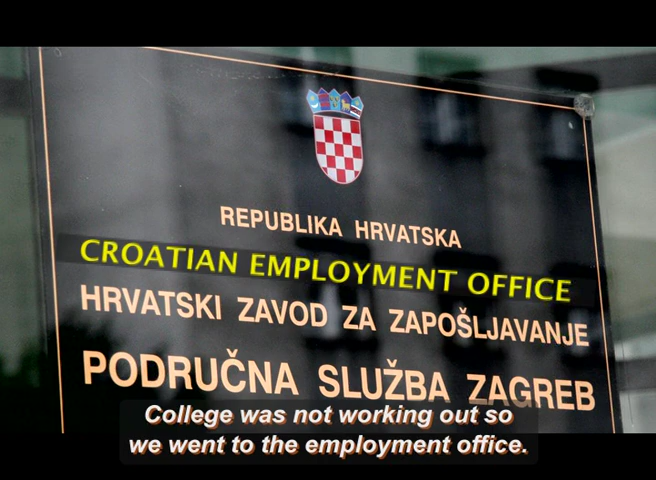 REPUBLIKA HRVATSKA
CROATIAN EMPLOYMENT OFFICE
HRVATSKI ZAVOD ZA ZAPOŠLJAVANJE
PODRUČNA SLUŽBA ZAGREB
College was not working out so
we went to the employment office.